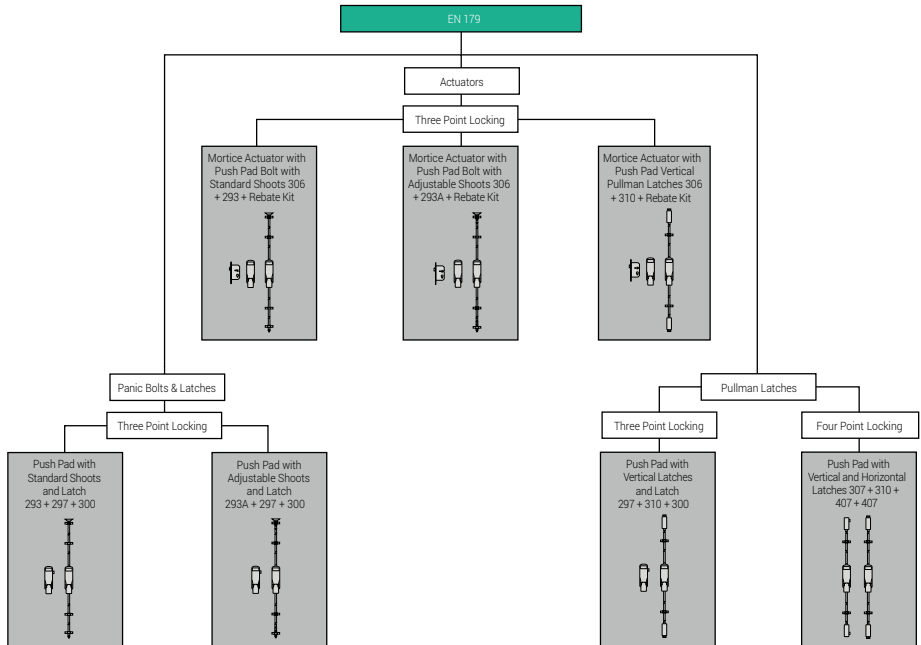 EN 179
Actuators
Three Point Locking
Mortice Actuator with
Push Pad Bolt with
Standard Shoots 306
+ 293 + Rebate Kit
Mortice Actuator with
Push Pad Bolt with
Adjustable Shoots 306
+ 293A + Rebate Kit
Mortice Actuator with
Push Pad Vertical
Pullman Latches 306
+ 310 + Rebate Kit
Panic Bolts & Latches
Three Point Locking
Push Pad with
Standard Shoots
and Latch
293 + 297 + 300
Push Pad with
Adjustable Shoots
and Latch
293A + 297 + 300
Pullman Latches
Three Point Locking
Four Point Locking
Push Pad with
Vertical Latches
and Latch
297 + 310 + 300
Push Pad with
Vertical and Horizontal
Latches 307 + 310 +
407 + 407